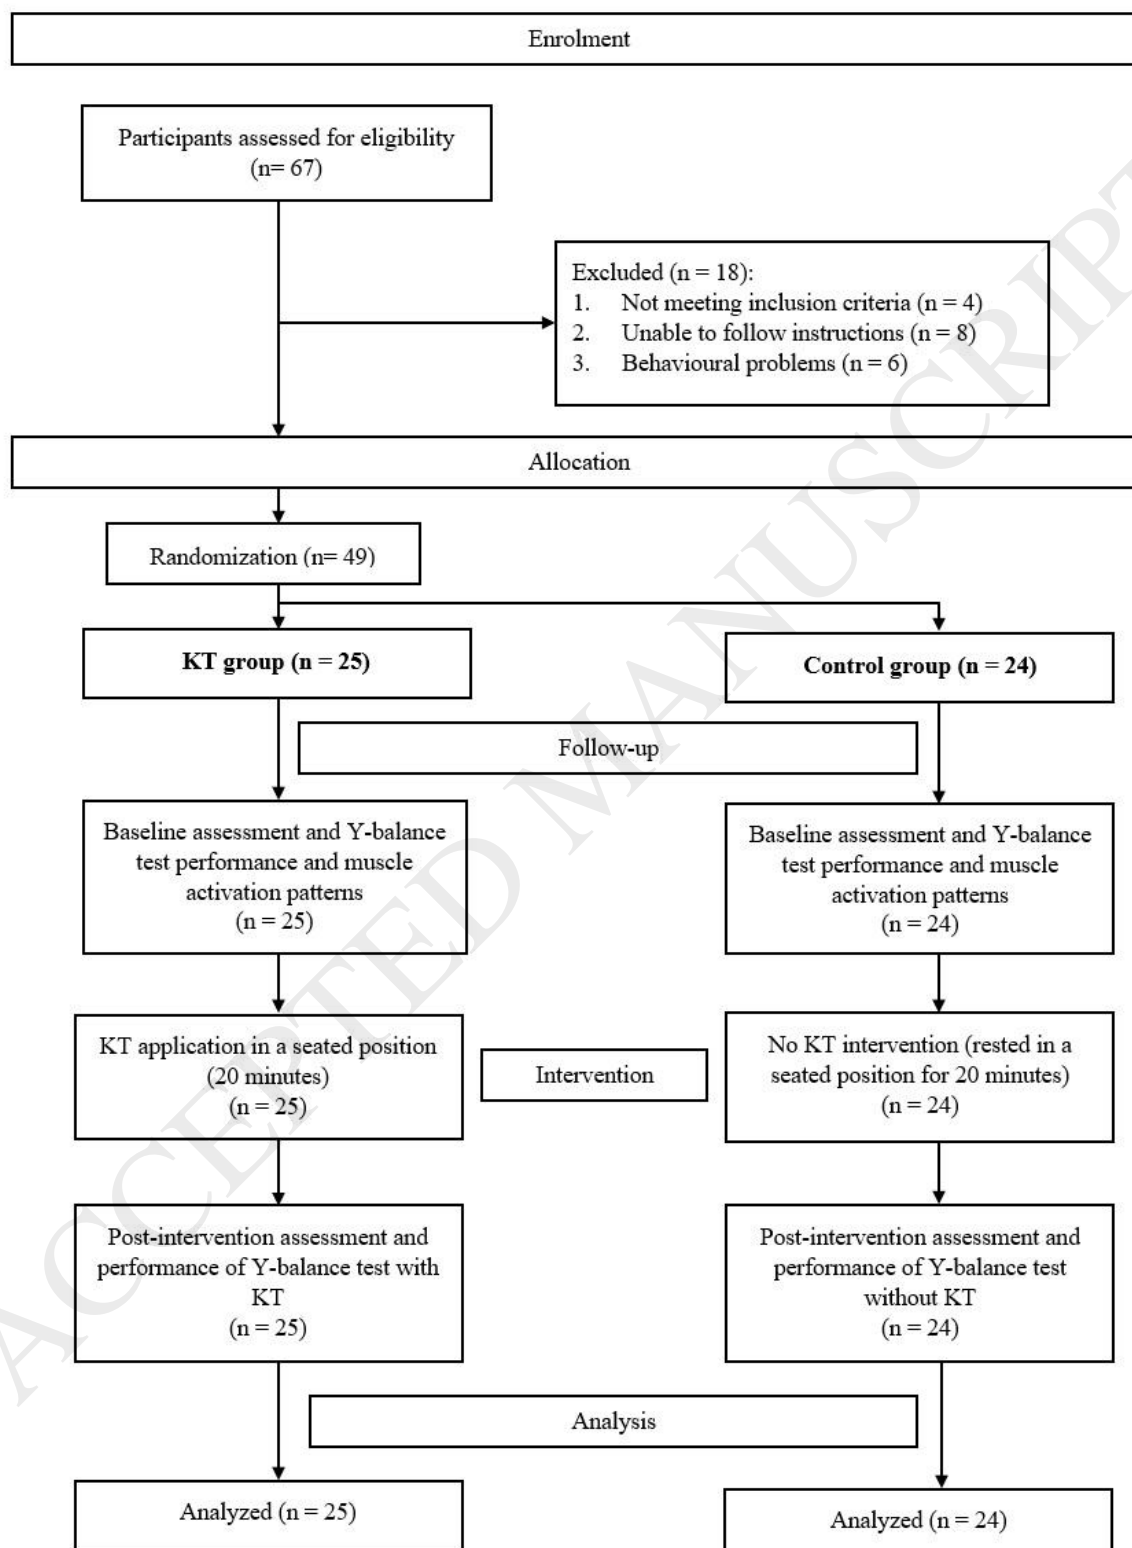 Enrolment
Participants assessed for eligibility
(n= 67)
Excluded (n = 18):
1. Not meeting inclusion criteria (n = 4)
2. Unable to follow instructions (n = 8)
3. Behavioural problems (n = 6)
Allocation
Randomization (n= 49)
KT group (n = 25)
Control group (n = 24)
Follow-up
Baseline assessment and Y-balance
test performance and muscle
activation patterns
(n = 25)
Baseline assessment and Y-balance
test performance and muscle
activation patterns
(n = 24)
KT application in a seated position
(20 minutes)
(n = 25)
Intervention
No KT intervention (rested in a
seated position for 20 minutes)
(n = 24)
Post-intervention assessment and
performance of Y-balance test with
KT
(n = 25)
Post-intervention assessment and
performance of Y-balance test
without KT
(n = 24)
Analysis
Analyzed (n = 25)
Analyzed (n = 24)
ACCEPTED MANUSCRIPT